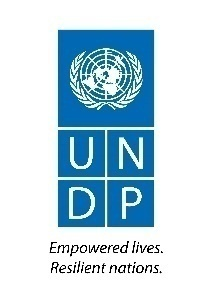 U N
D P
Empowered lives.
Resilient nations.